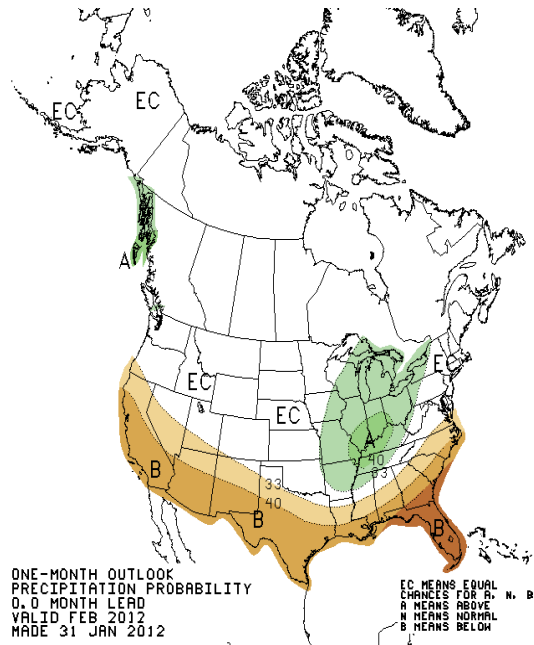 EC
EC
A
EC
EC
E
A
40
33
B
33
40
B
B
ONE-MONTH OUTLOOK
PRECIPITATION PROBABILITY
0.0 MONTH LEAD
VALID FEB 2012
MADE 31 JAN 2012
EC MEANS EQUAL
CHANCES FOR A, N, B
A MEANS ABOVE
N MEANS NORMAL
B MEANS BELOW